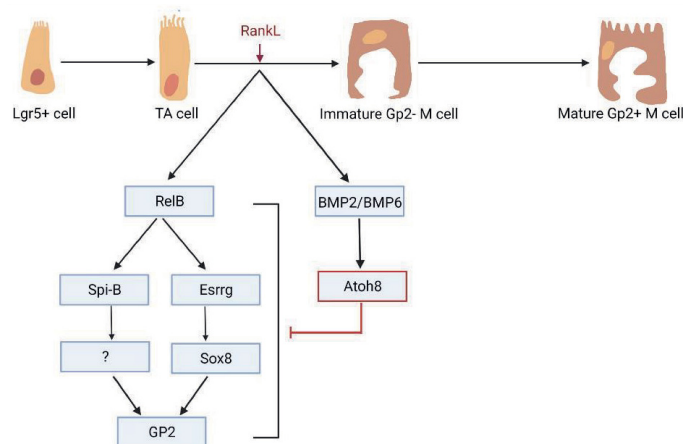 RankL
Lgr5+ cell
TA cell
Immature Gp2- M cell
Mature Gp2+ M cell
RelB
BMP2/BMP6
Spi-B
Esrrg
Atoh8
?
Sox8
GP2